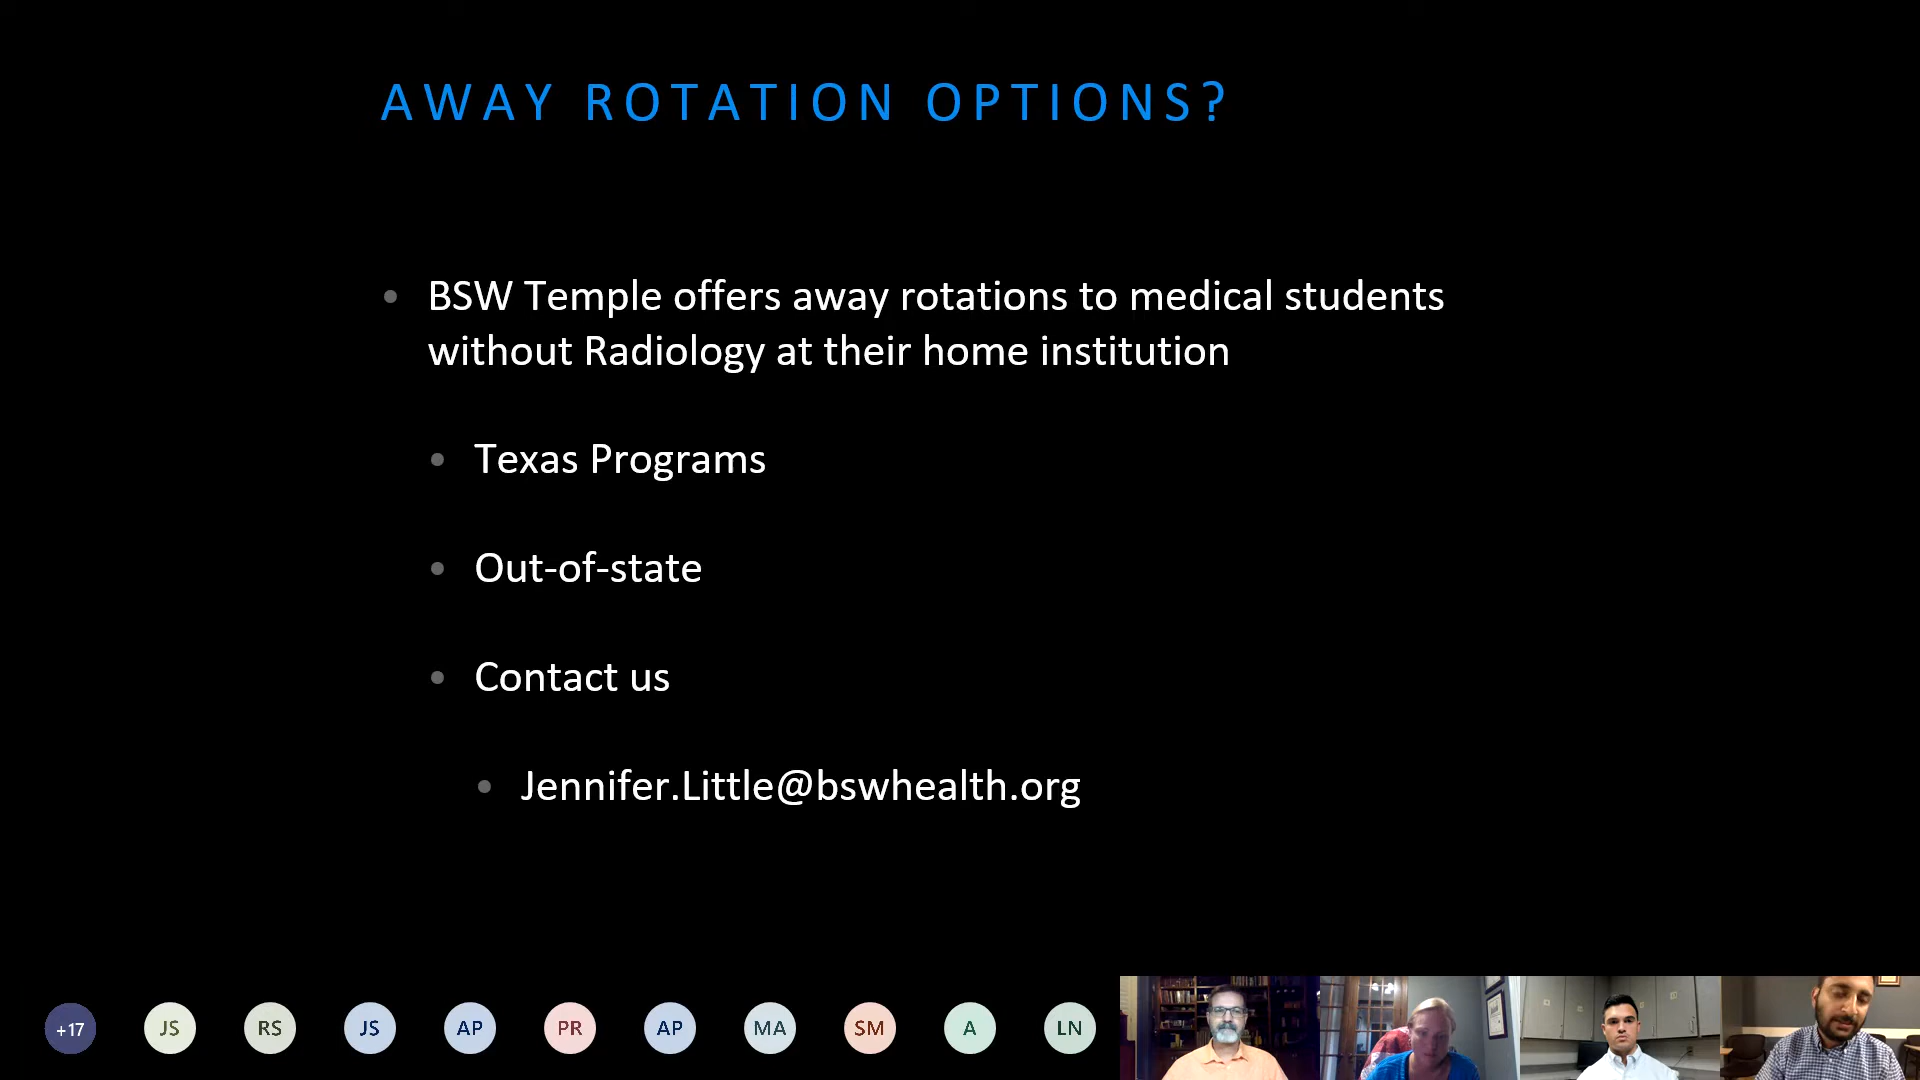 AWAY ROTATION OPTIONS?
BSW Temple offers away rotations to medical students
without Radiology at their home institution
Texas Programs
Out-of-state
Contact us
Jennifer.Little@bswhealth.org
+17 JS RS JS AP PR AP MA SM A LN